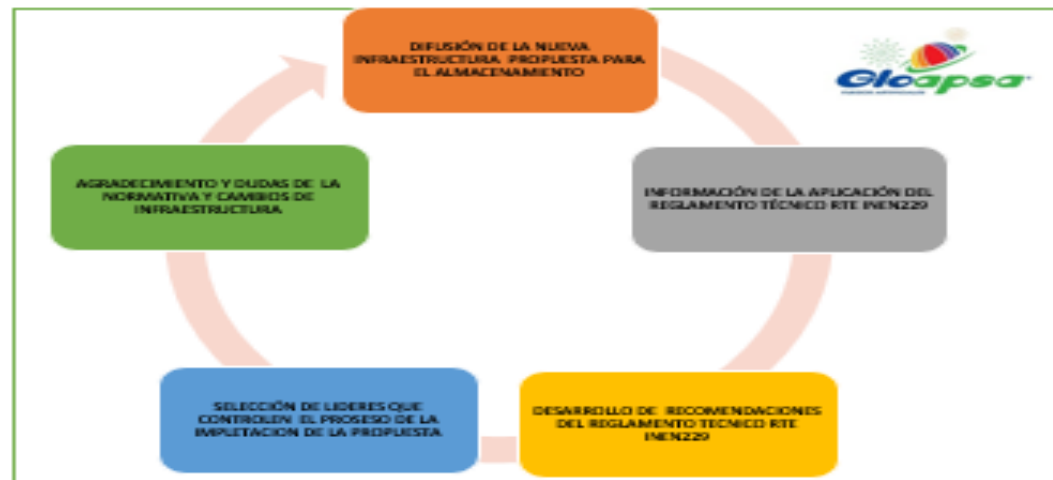 DIFUSIÓN DE LA NUEVA
INFRAESTRUCTURA PROPUESTA PARA
EL ALMACENAMIENTO
Gloapsa
INFORMACIÓN DE LA APLICACIÓN DEL
REGLAMENTO TÉCNICO RTE INEN229
DESARROLLO DE RECOMENDACIONES
DEL REGLAMENTO TECNICO RTE
INEN229
SELECCIÓN DE LIDERES QUE
CONTROLEN EL PROSESO DE LA
IMPLETACION DE LA PROPUESTA
AGRADECIMIENTO Y DUDAS DE LA
NORMATIVA Y CAMBIOS DE
INFRAESTRUCTURA